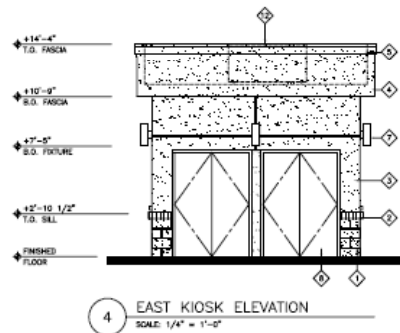 12
+14'-4"
T.O. FASCIA
5
+10'-9"
B.O. FASCIA
4
+7'-5"
B.O. FIXTURE
7
3
+2'-10 1/2"
T.O. SILL
2
FINISHED
FLOOR
8
1
4
EAST KIOSK ELEVATION
SCALE: 1/4" = 1'-0"